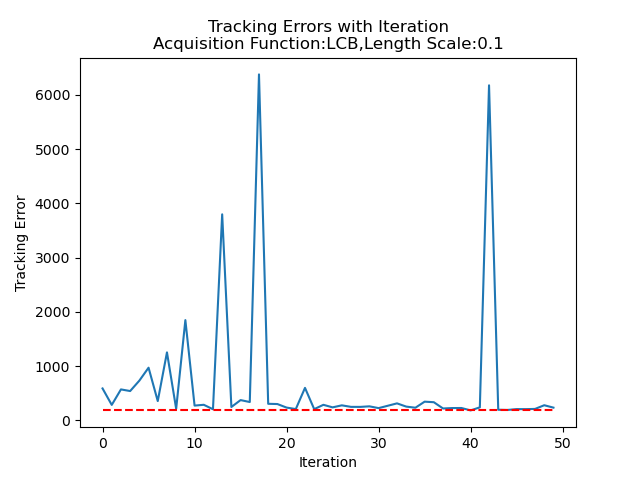 Tracking Errors with Iteration
Acquisition Function:LCB,Length Scale:0.1
6000
5000
4000
3000
2000
1000
0
Tracking Error
0 10 20 30 40 50
Iteration